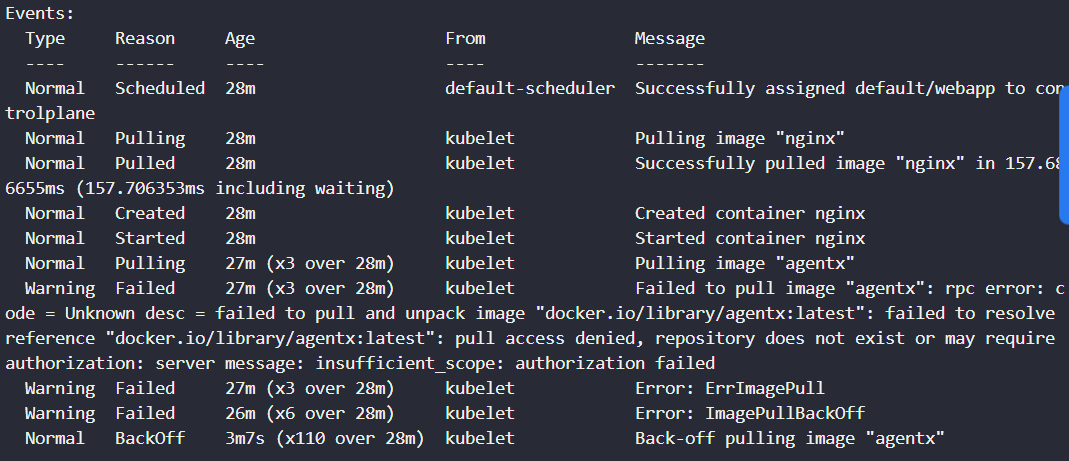 Events:
  Type     Reason     Age                    From               Message
  ----     ------     ----                   ----               -------
  Normal   Scheduled  28m                    default-scheduler  Successfully assigned default/webapp to con
trolplane
  Normal   Pulling    28m                    kubelet            Pulling image "nginx"
  Normal   Pulled     28m                    kubelet            Successfully pulled image "nginx" in 157.68
6655ms (157.706353ms including waiting)
  Normal   Created    28m                    kubelet            Created container nginx
  Normal   Started    28m                    kubelet            Started container nginx
  Normal   Pulling    27m (x3 over 28m)      kubelet            Pulling image "agentx"
  Warning  Failed     27m (x3 over 28m)      kubelet            Failed to pull image "agentx": rpc error: c
ode = Unknown desc = failed to pull and unpack image "docker.io/library/agentx:latest": failed to resolve
reference "docker.io/library/agentx:latest": pull access denied, repository does not exist or may require
authorization: server message: insufficient_scope: authorization failed
  Warning  Failed     27m (x3 over 28m)      kubelet            Error: ErrImagePull
  Warning  Failed     26m (x6 over 28m)      kubelet            Error: ImagePullBackOff
  Normal   BackOff    3m7s (x110 over 28m)   kubelet            Back-off pulling image "agentx"